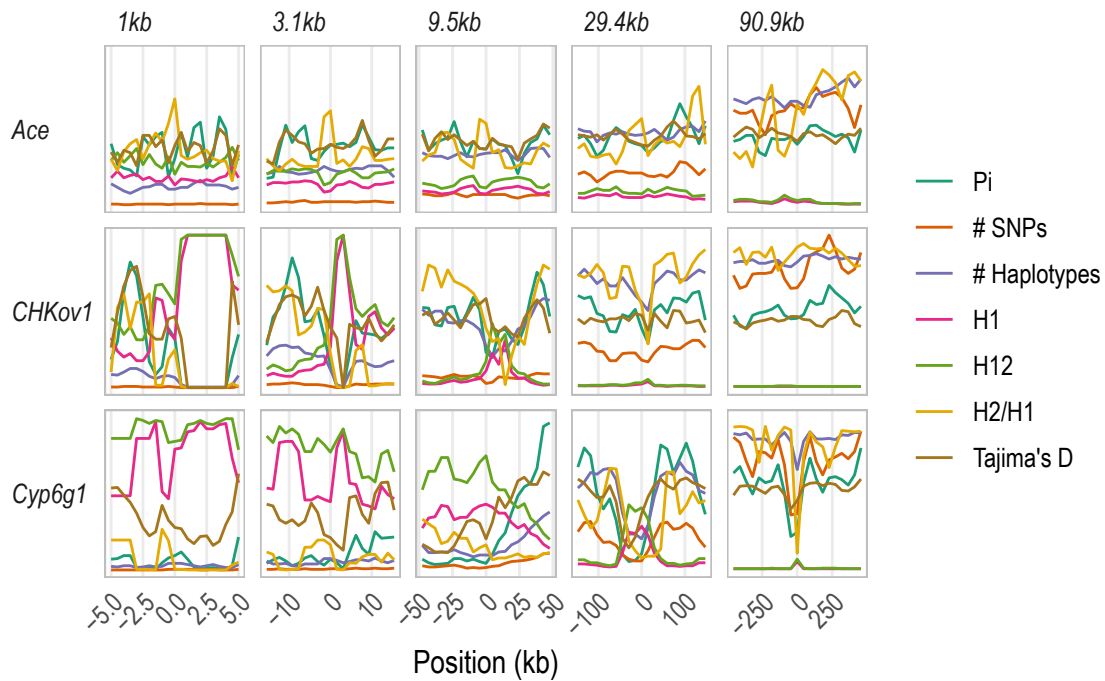 1kb 3.1kb 9.5kb 29.4kb 90.9kb
Ace
CHKov1
Cyp6g1
Pi
# SNPs
# Haplotypes
H1
H12
H2/H1
Tajima's D
−5.0 −2.5 0.0 2.5 5.0 −10 0 10 −50 −25 0 25 50 −100 0 100 −250 0 250
Position (kb)